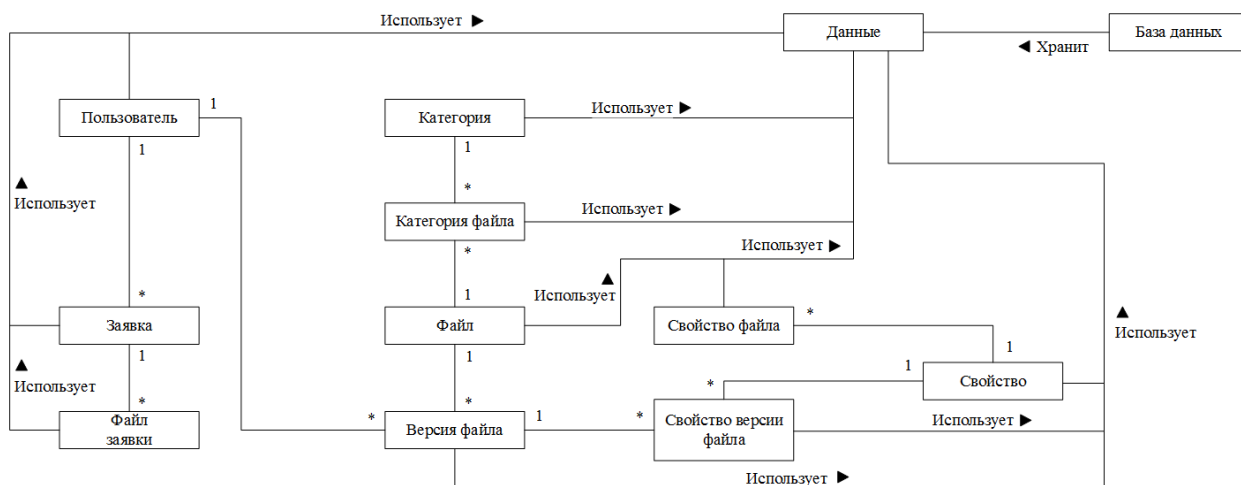 Использует ►
Данные
База данных
◄ Хранит
Пользователь
1
Категория
Использует ►
1
1
▲
Использует
*
Категория файла
Использует ►
*
Использует ►
▲
Использует
*
1
Заявка
Файл
Свойство файла
*
▲
Использует
1
1
1
1
Свойство
▲
Использует
*
*
*
Файл
заявки
*
Версия файла
1
*
Свойство версии
файла
Использует ►
Использует ►